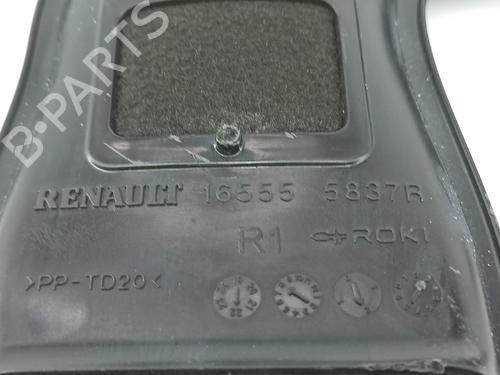 B-PARTS
RENAULT 16555 5837R
R1 ROKI
>PP-TD20<